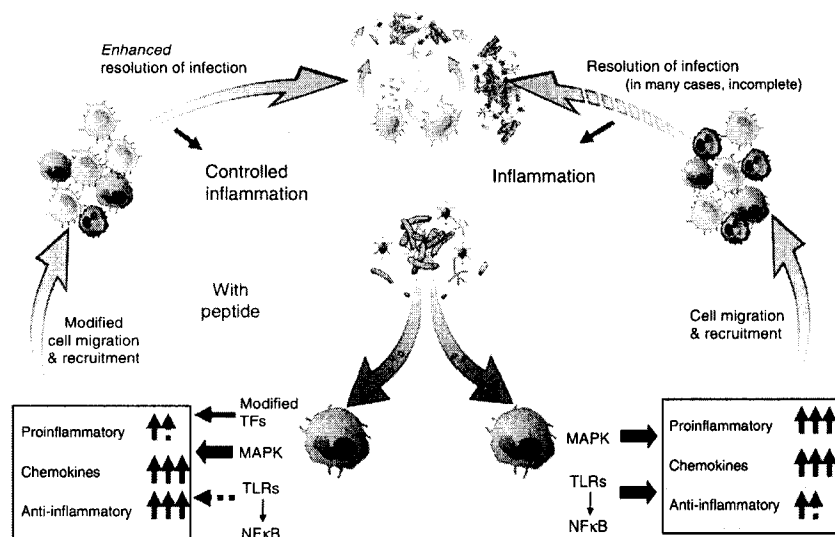 Enhanced
resolution of infection
Resolution of infection
(in many cases, incomplete)
Controlled
inflammation
Inflammation
With
peptide
Modified
cell migration
& recruitment
Cell migration
& recruitment
Proinflammatory
Chemokines
Anti-inflammatory
Modified
TFs
MAPK
TLRs
NFκB
MAPK
TLRs
NFκB
Proinflammatory
Chemokines
Anti-inflammatory